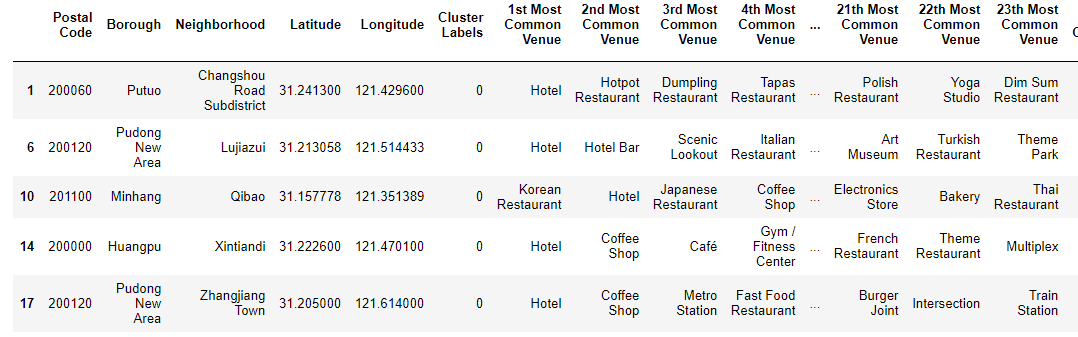 Postal Code Borough Neighborhood Latitude Longitude Cluster Labels 1st Most Common Venue 2nd Most Common Venue 3rd Most Common Venue 4th Most Common Venue ... 21th Most Common Venue 22th Most Common Venue 23th Most Common Venue
1 200060 Putuo Changshou Road Subdistrict 31.241300 121.429600 0 Hotel Hotpot Restaurant Dumpling Restaurant Tapas Restaurant ... Polish Restaurant Yoga Studio Dim Sum Restaurant
6 200120 Pudong New Area Lujiazui 31.213058 121.514433 0 Hotel Hotel Bar Scenic Lookout Italian Restaurant ... Art Museum Turkish Restaurant Theme Park
10 201100 Minhang Qibao 31.157778 121.351389 0 Korean Restaurant Hotel Japanese Restaurant Coffee Shop ... Electronics Store Bakery Thai Restaurant
14 200000 Huangpu Xintiandi 31.222600 121.470100 0 Hotel Coffee Shop Café Gym / Fitness Center ... French Restaurant Theme Restaurant Multiplex
17 200120 Pudong New Area Zhangjiang Town 31.205000 121.614000 0 Hotel Coffee Shop Metro Station Fast Food Restaurant ... Burger Joint Intersection Train Station